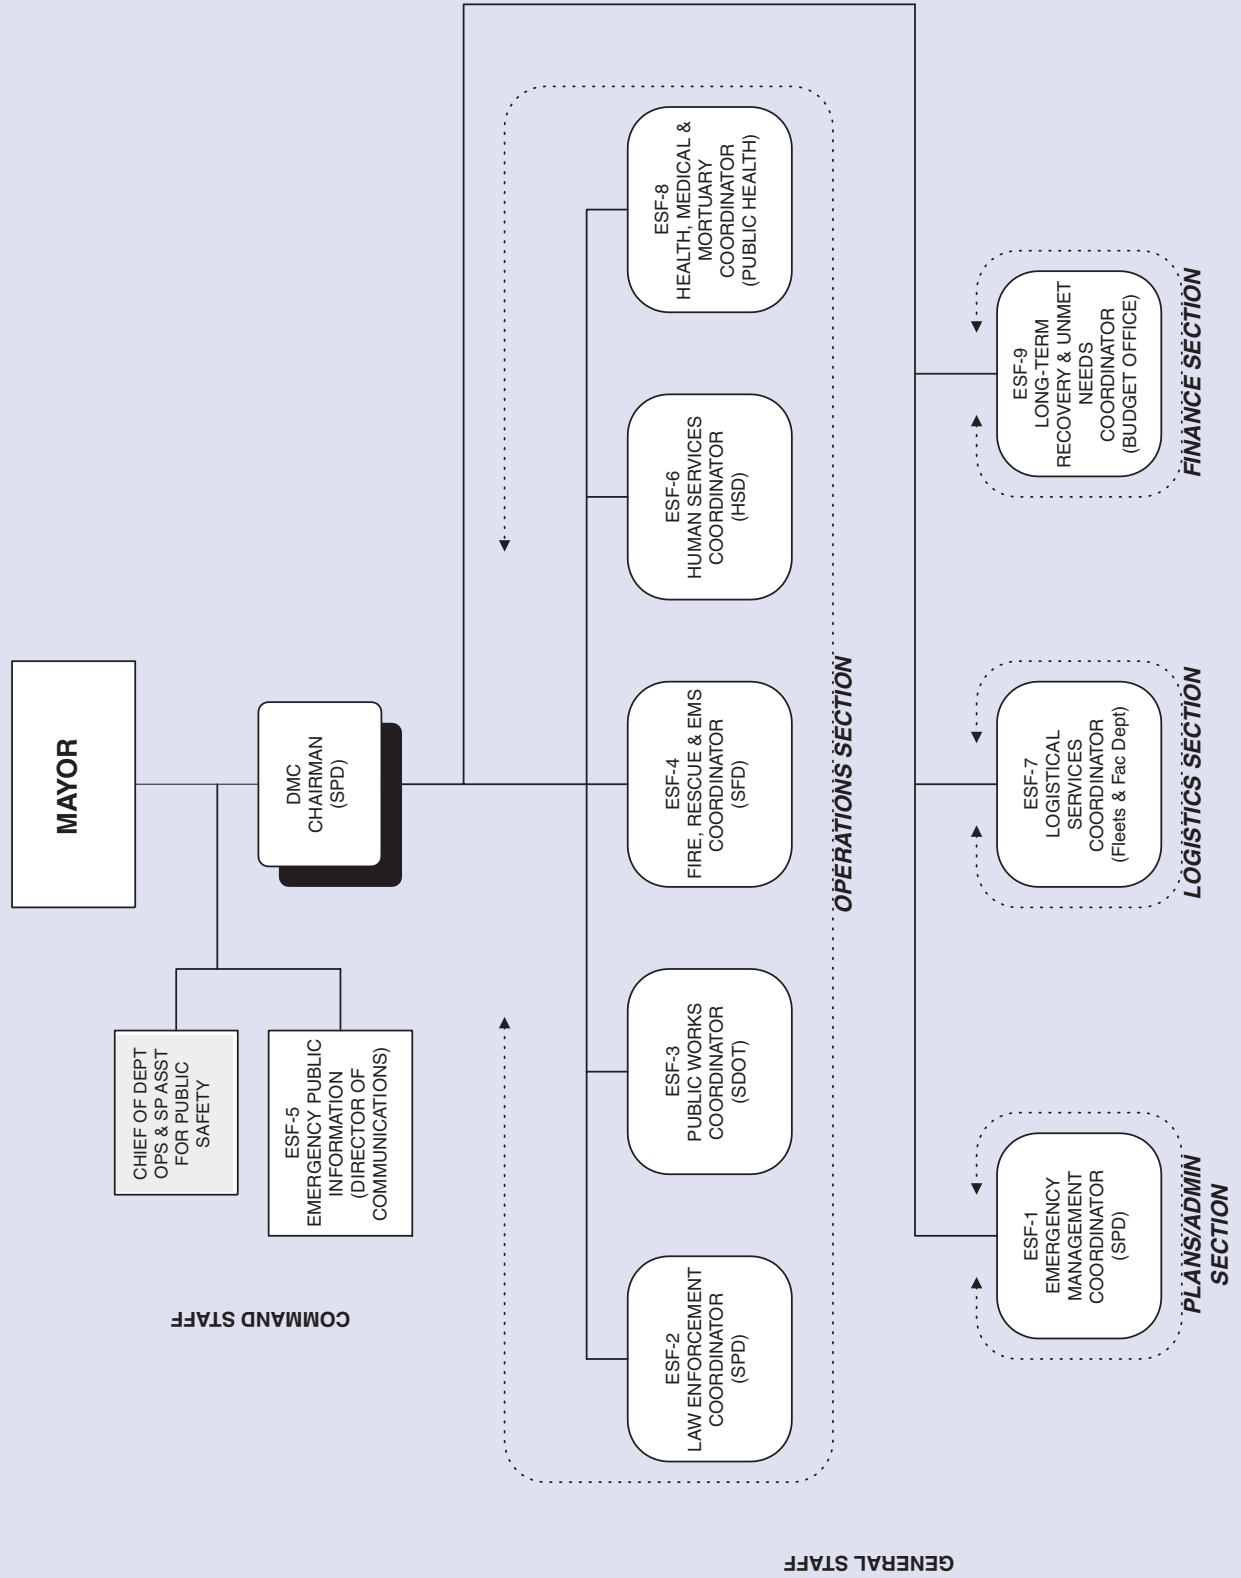 MAYOR
CHIEF OF DEPT
OPS & SP ASST
FOR PUBLIC
SAFETY
ESF-5
EMERGENCY PUBLIC
INFORMATION
(DIRECTOR OF
COMMUNICATIONS)
DMC
CHAIRMAN
(SPD)
COMMAND STAFF
ESF-2
LAW ENFORCEMENT
COORDINATOR
(SPD)
ESF-3
PUBLIC WORKS
COORDINATOR
(SDOT)
ESF-4
FIRE, RESCUE & EMS
COORDINATOR
(SFD)
ESF-6
HUMAN SERVICES
COORDINATOR
(HSD)
ESF-8
HEALTH, MEDICAL &
MORTUARY
COORDINATOR
(PUBLIC HEALTH)
OPERATIONS SECTION
GENERAL STAFF
ESF-1
EMERGENCY
MANAGEMENT
COORDINATOR
(SPD)
PLANS/ADMIN
SECTION
ESF-7
LOGISTICAL
SERVICES
COORDINATOR
(Fleets & Fac Dept)
LOGISTICS SECTION
ESF-9
LONG-TERM
RECOVERY & UNMET
NEEDS
COORDINATOR
(BUDGET OFFICE)
FINANCE SECTION